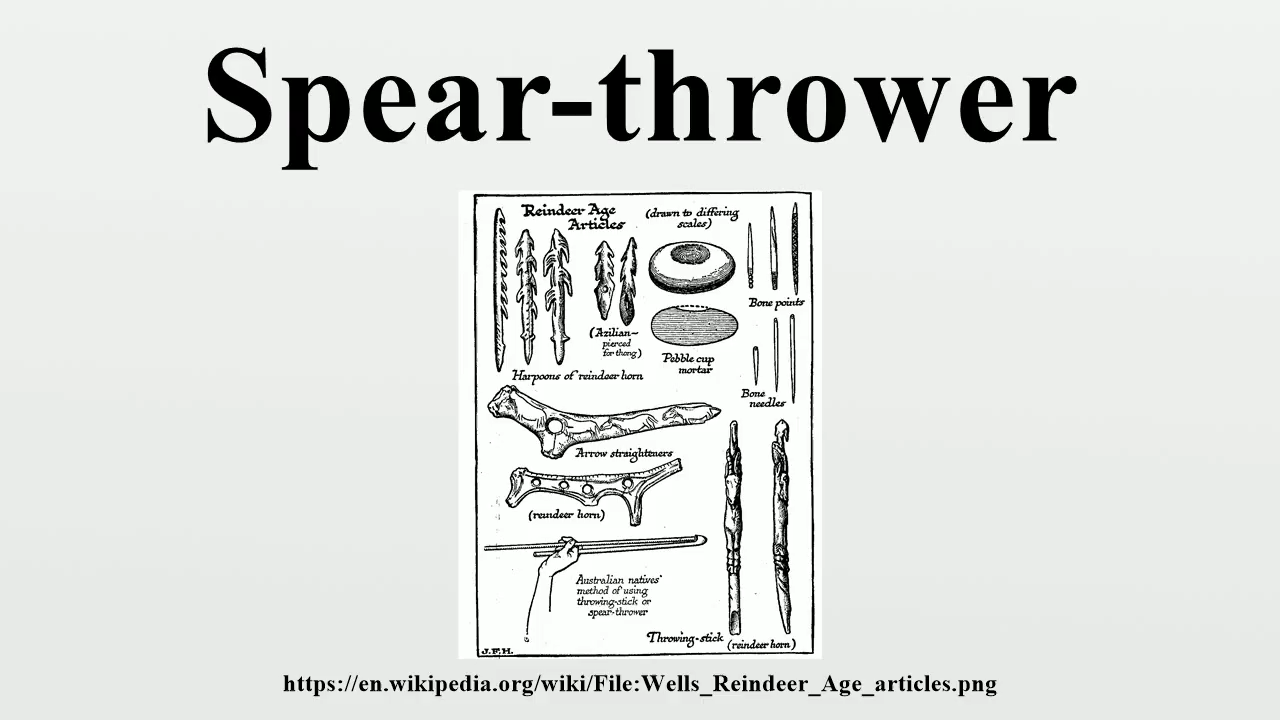 Spear-thrower
Reindeer Age
Articles
(drawn to differing
scales)
Bone points
(Azilian~
pierced
for thong)
Pebble cup
mortar
Harpoons of reindeer horn
Bone
needles
Arrow straighteners
(reindeer horn)
Australian natives'
method of using
throwing-stick or
spear-thrower
Throwing-stick (reindeer horn)
J.F.H.
https://en.wikipedia.org/wiki/File:Wells_Reindeer_Age_articles.png